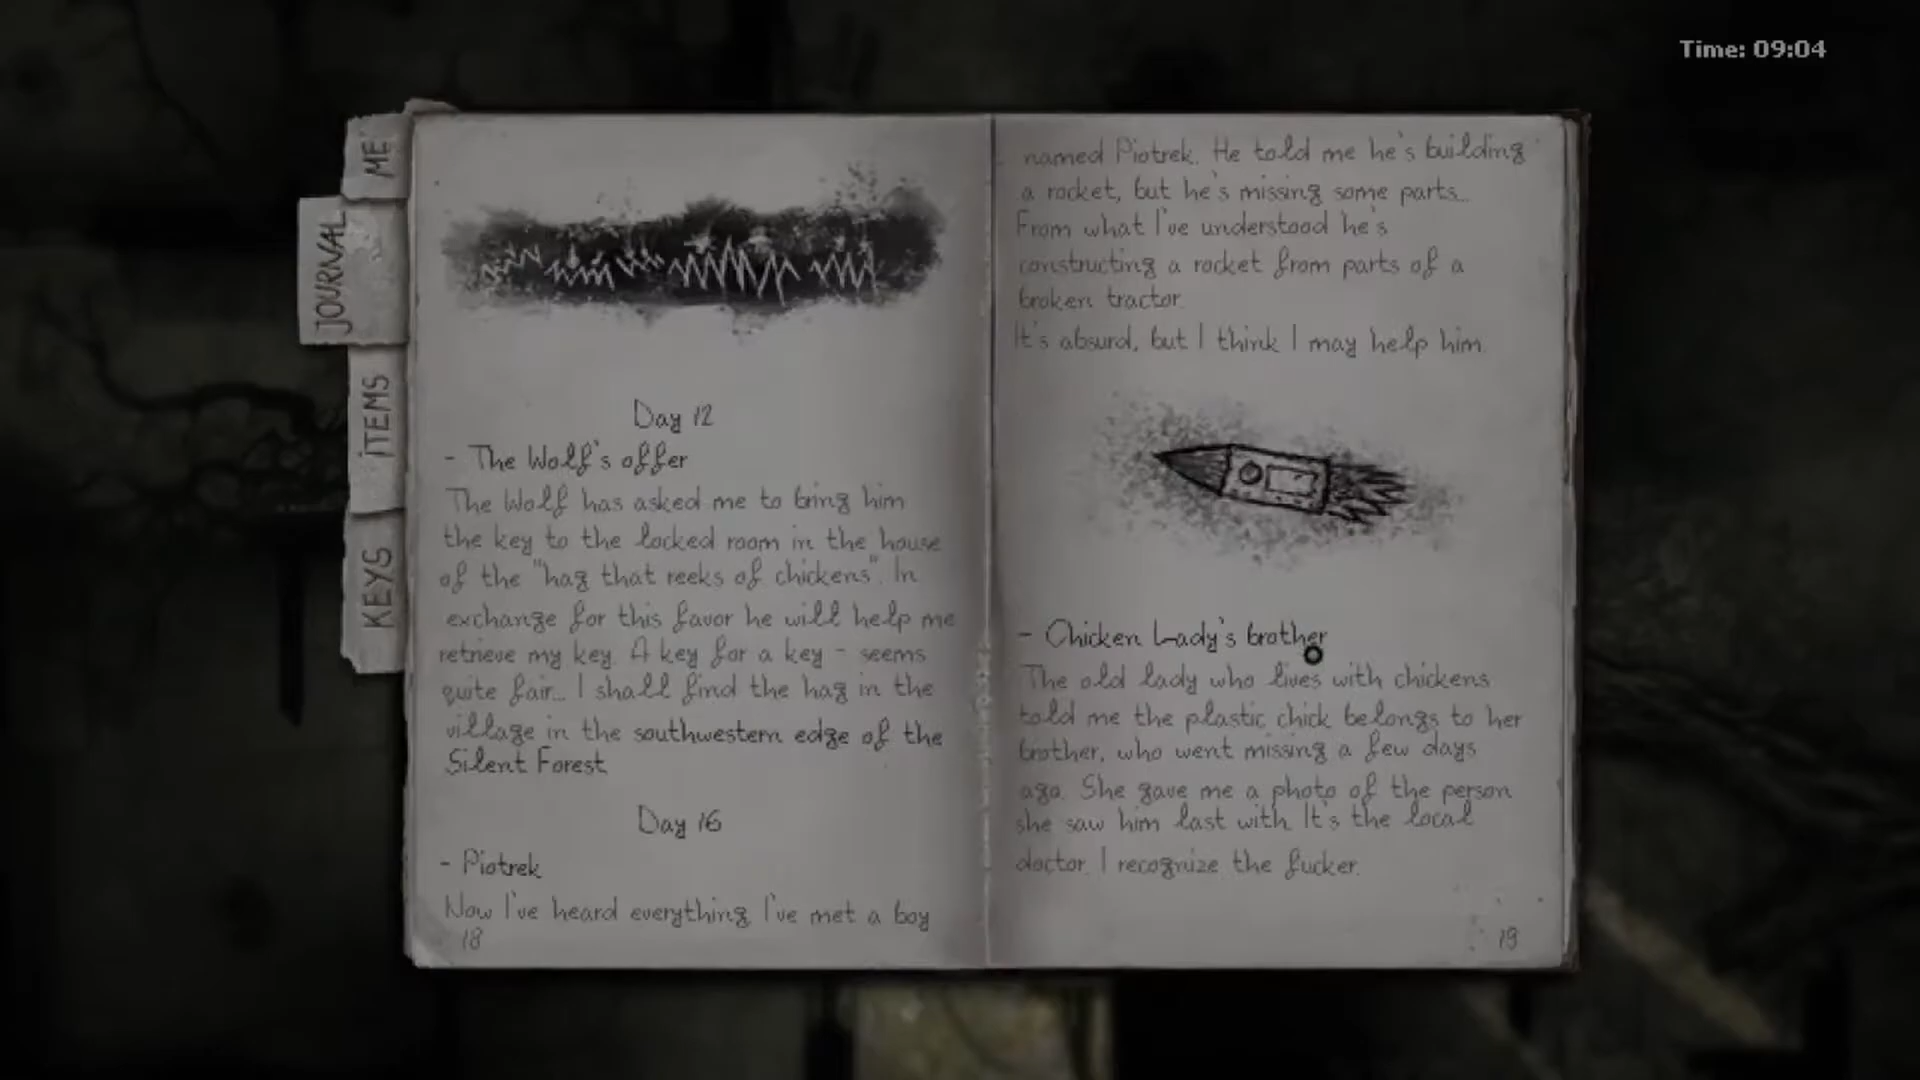 Time: 09:04
ME
JOURNAL
ITEMS
KEYS
Day 12
- The Wolf's offer
The Wolf has asked me to bring him
the key to the locked room in the house
of the "hag that reeks of chickens". In
exchange for this favor he will help me
retrieve my key. A key for a key - seems
quite fair... I shall find the hag in the
village in the southwestern edge of the
Silent Forest
Day 16
- Piotrek
Now I've heard everything I've met a boy
18
named Piotrek. He told me he's building
a rocket, but he's missing some parts...
From what I've understood he's
constructing a rocket from parts of a
broken tractor.
It's absurd, but I think I may help him.
- Chicken Lady's brother
The old lady who lives with chickens
told me the plastic chick belongs to her
brother, who went missing a few days
ago. She gave me a photo of the person
she saw him last with It's the local
doctor. I recognize the fucker.
19